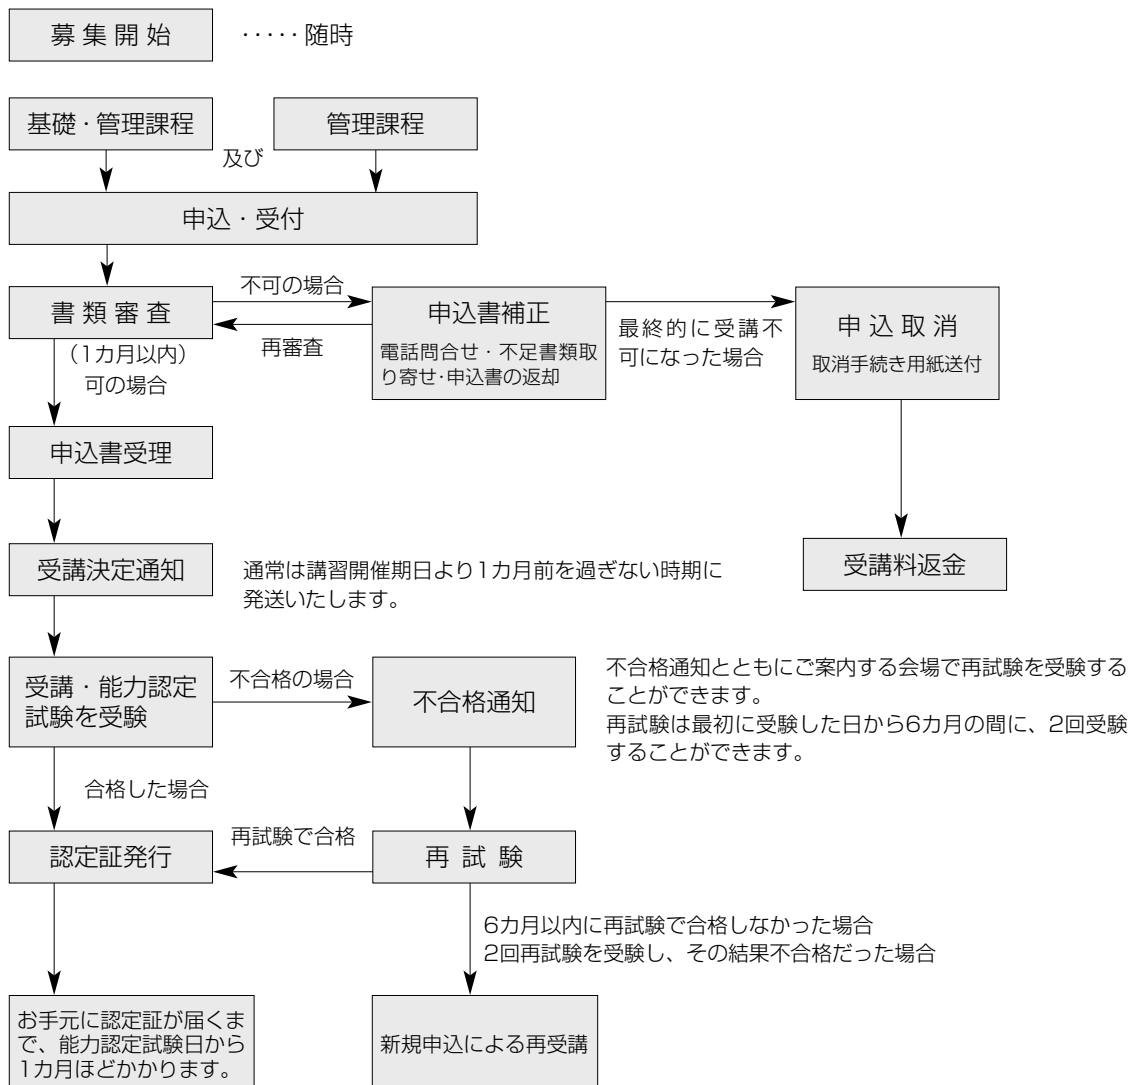 募集開始 ･････ 随時
基礎・管理課程
管理課程
及び
申込・受付
書類審査
不可の場合
再審査
（1カ月以内）
可の場合
申込書補正
電話問合せ・不足書類取
り寄せ・申込書の返却
最終的に受講不
可になった場合
申込取消
取消手続き用紙送付
申込書受理
受講料返金
受講決定通知
通常は講習開催期日より1カ月前を過ぎない時期に
発送いたします。
受講・能力認定
試験を受験
不合格の場合
不合格通知
不合格通知とともにご案内する会場で再試験を受験する
ことができます。
再試験は最初に受験した日から6カ月の間に、2回受験
することができます。
合格した場合
認定証発行
再試験で合格
再試験
6カ月以内に再試験で合格しなかった場合
2回再試験を受験し、その結果不合格だった場合
お手元に認定証が届くま
で、能力認定試験日から
1カ月ほどかかります。
新規申込による再受講